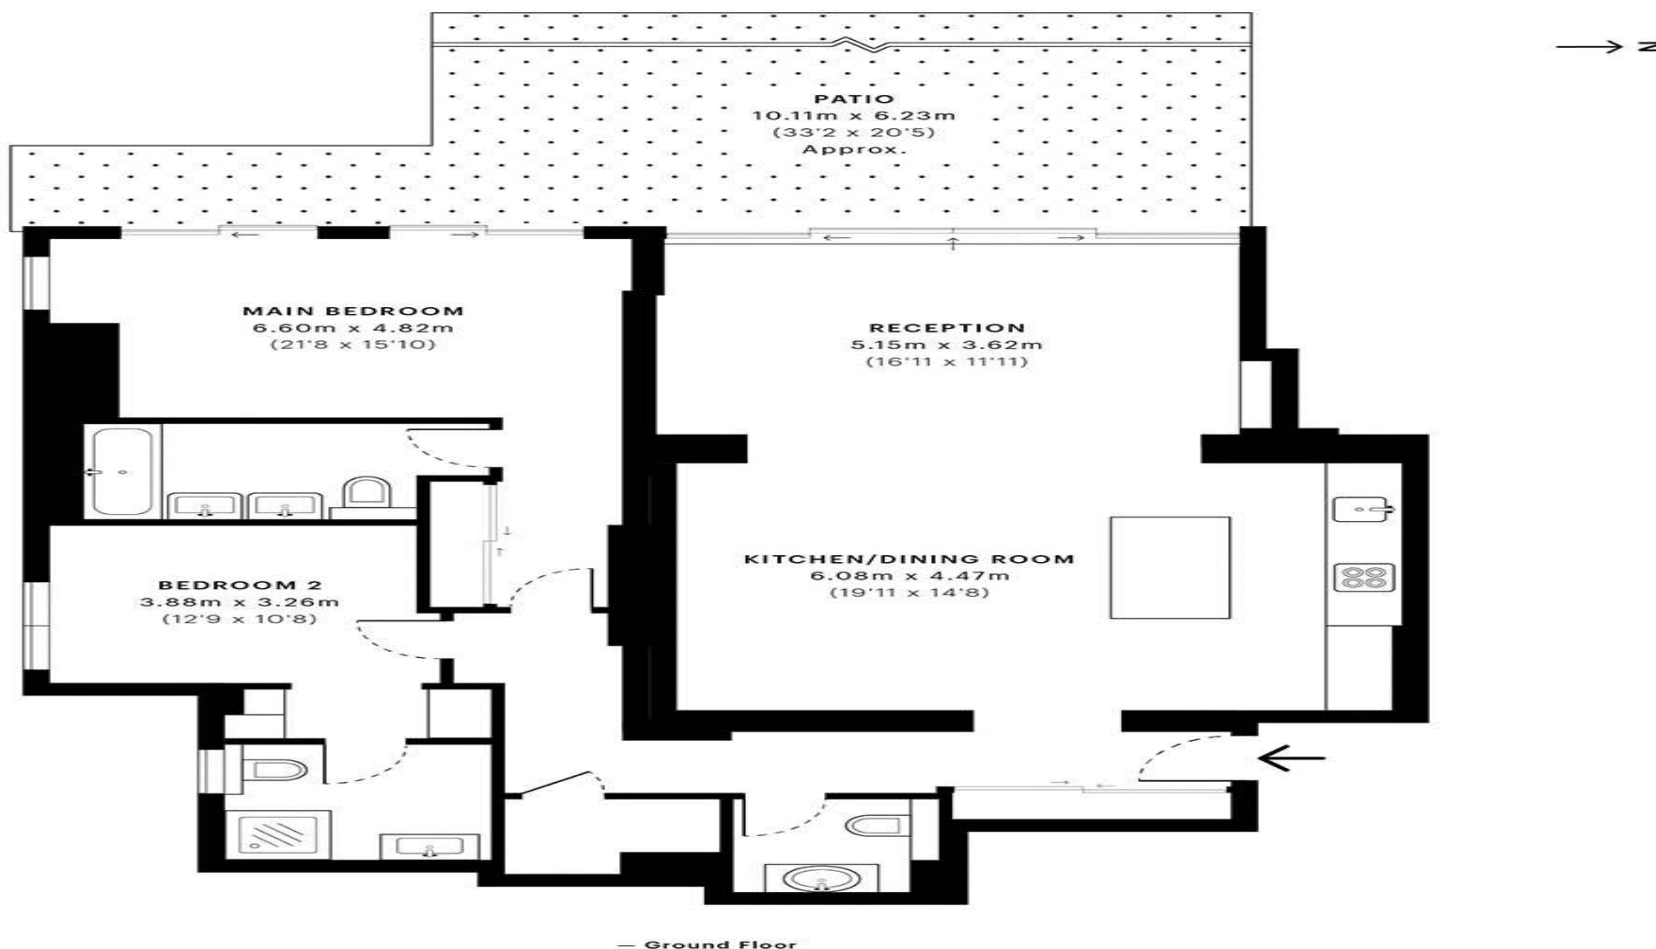 PATIO
10.11m x 6.23m
(33'2 x 20'5)
Approx.
N
MAIN BEDROOM
6.60m x 4.82m
(21'8 x 15'10)
RECEPTION
5.15m x 3.62m
(16'11 x 11'11)
KITCHEN/DINING ROOM
6.08m x 4.47m
(19'11 x 14'8)
BEDROOM 2
3.88m x 3.26m
(12'9 x 10'8)
— Ground Floor